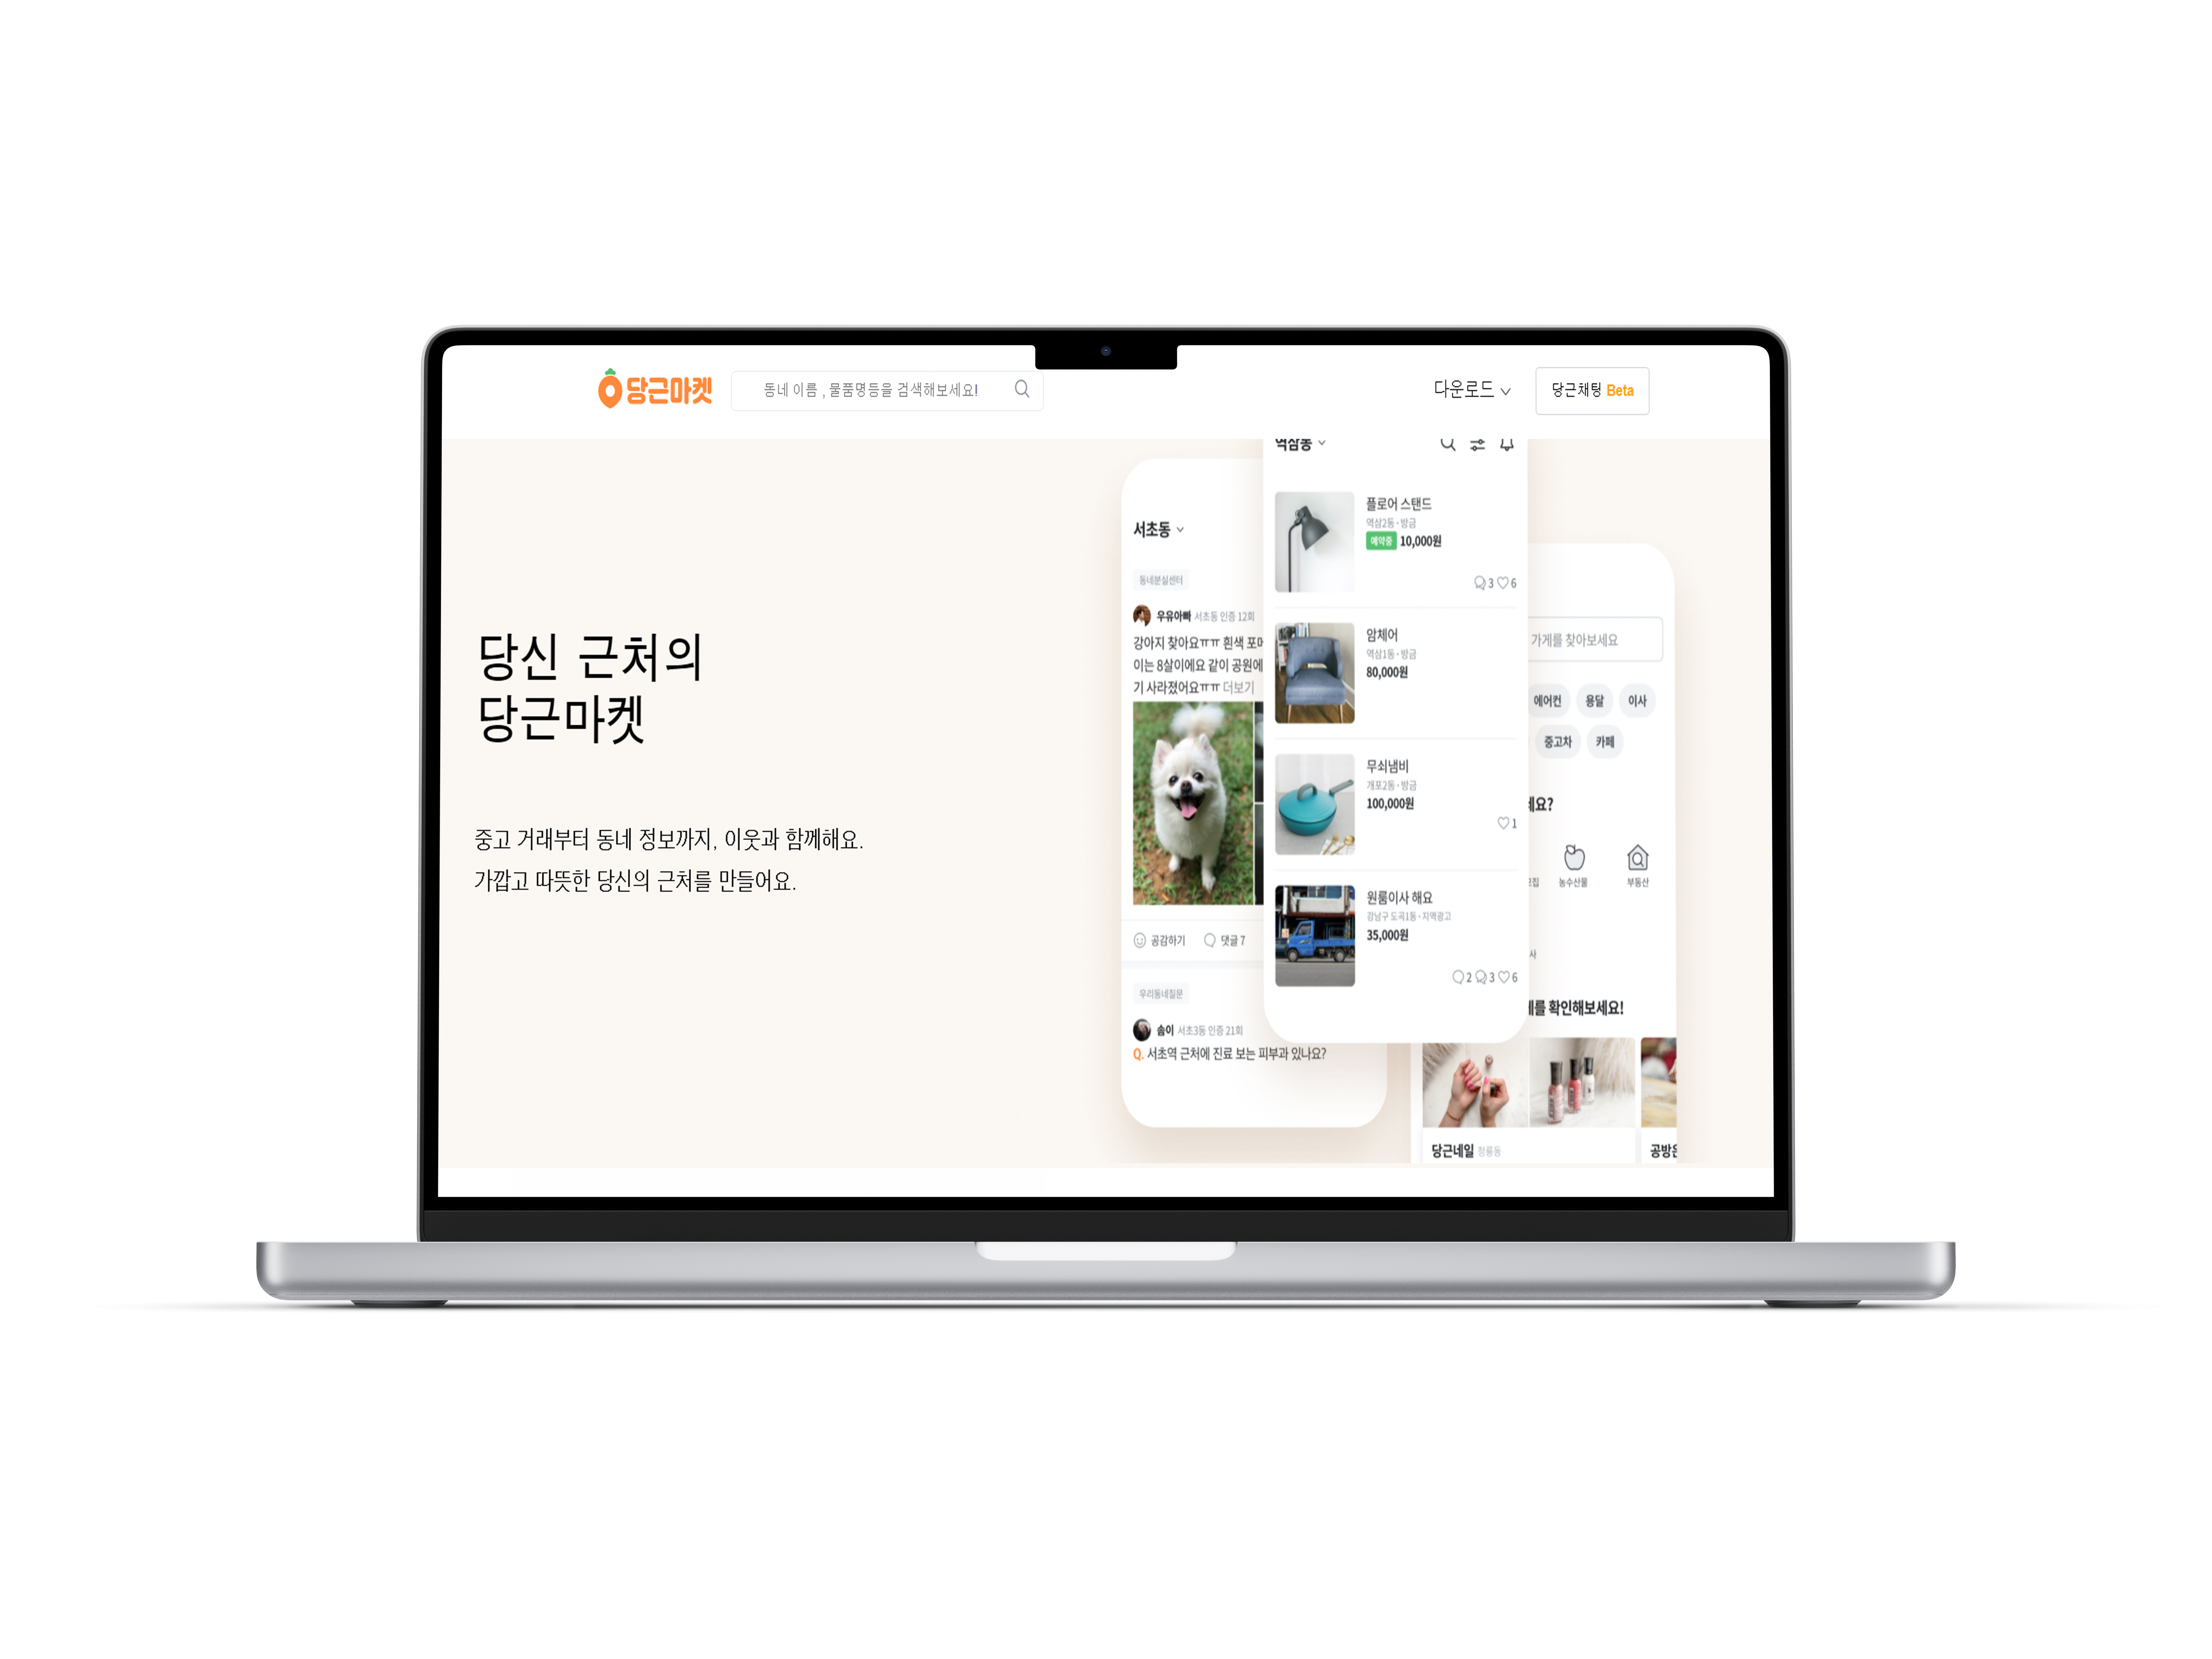 당근마켓
동네 이름 , 물품명등을 검색해보세요!
다운로드
당근채팅 Beta
당신 근처의
당근마켓
중고 거래부터 동네 정보까지, 이웃과 함께해요.
가깝고 따뜻한 당신의 근처를 만들어요.
서초동
동네분실센터
우유아빠 서초동 인증 12회
강아지 찾아요ㅠㅠ 흰색
이는 8살이에요 같이 공원에
기 사라졌어요ㅠㅠ 더보기
공감하기 댓글 7
우리동네질문
솜이 서초3동 인증 21회
Q. 서초역 근처에 진료 보는 피부과 있나요?
역삼동
플로어 스탠드
역삼2동 · 방금
예약중 10,000원
3 6
암체어
역삼1동 · 방금
80,000원
무쇠냄비
개포2동 · 방금
100,000원
1
원룸이사 해요
강남구 도곡1동 · 지역광고
35,000원
2 3 6
가게를 찾아보세요
에어컨 용달 이사
중고차 카페
요?
농수산물 부동산
사
를 확인해보세요!
당근네일 청룡동
공방